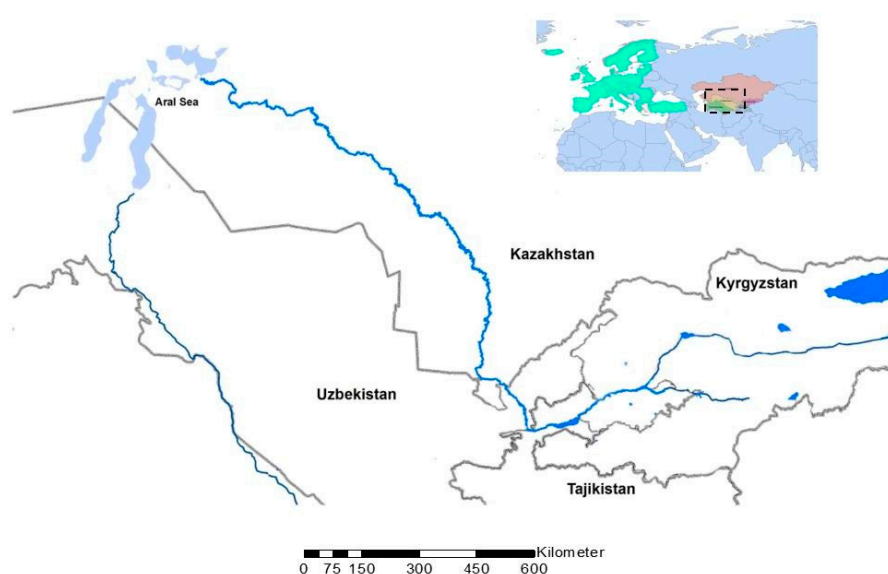 Aral Sea
Kazakhstan
Kyrgyzstan
Uzbekistan
Tajikistan
Kilometer
0 75 150 300 450 600